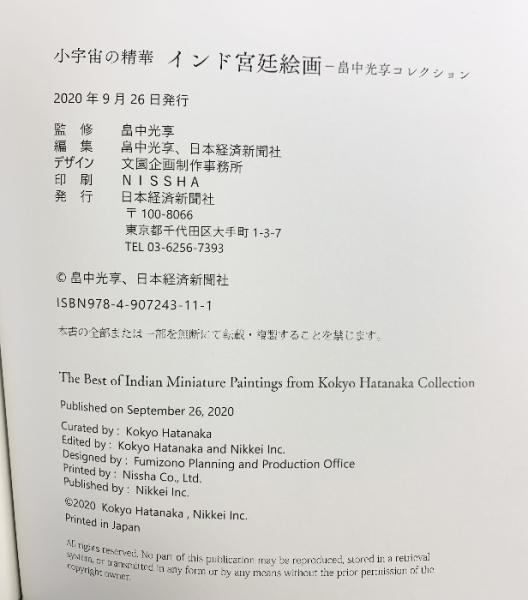 小宇宙の精華 インド宮廷絵画－畠中光享コレクション
2020年9月26日発行
監 修 畠中光享
編 集 畠中光享、日本経済新聞社
デザイン 文園企画制作事務所
印 刷 NISSHA
発 行 日本経済新聞社
〒100-8066
東京都千代田区大手町1-3-7
TEL 03-6256-7393
© 畠中光享、日本経済新聞社
ISBN978-4-907243-11-1
本書の全部または一部を無断にて転載・複製することを禁じます。
The Best of Indian Miniature Paintings from Kokyo Hatanaka Collection
Published on September 26, 2020
Curated by : Kokyo Hatanaka
Edited by : Kokyo Hatanaka and Nikkei Inc.
Designed by : Fumizono Planning and Production Office
Printed by : Nissha Co., Ltd.
Published by : Nikkei Inc.
©2020 Kokyo Hatanaka , Nikkei Inc.
Printed in Japan
All rights reserved. No part of this publication may be reproduced, stored in a retrieval
system, or transmitted in any form or by any means without the prior permission of the
copyright owner.